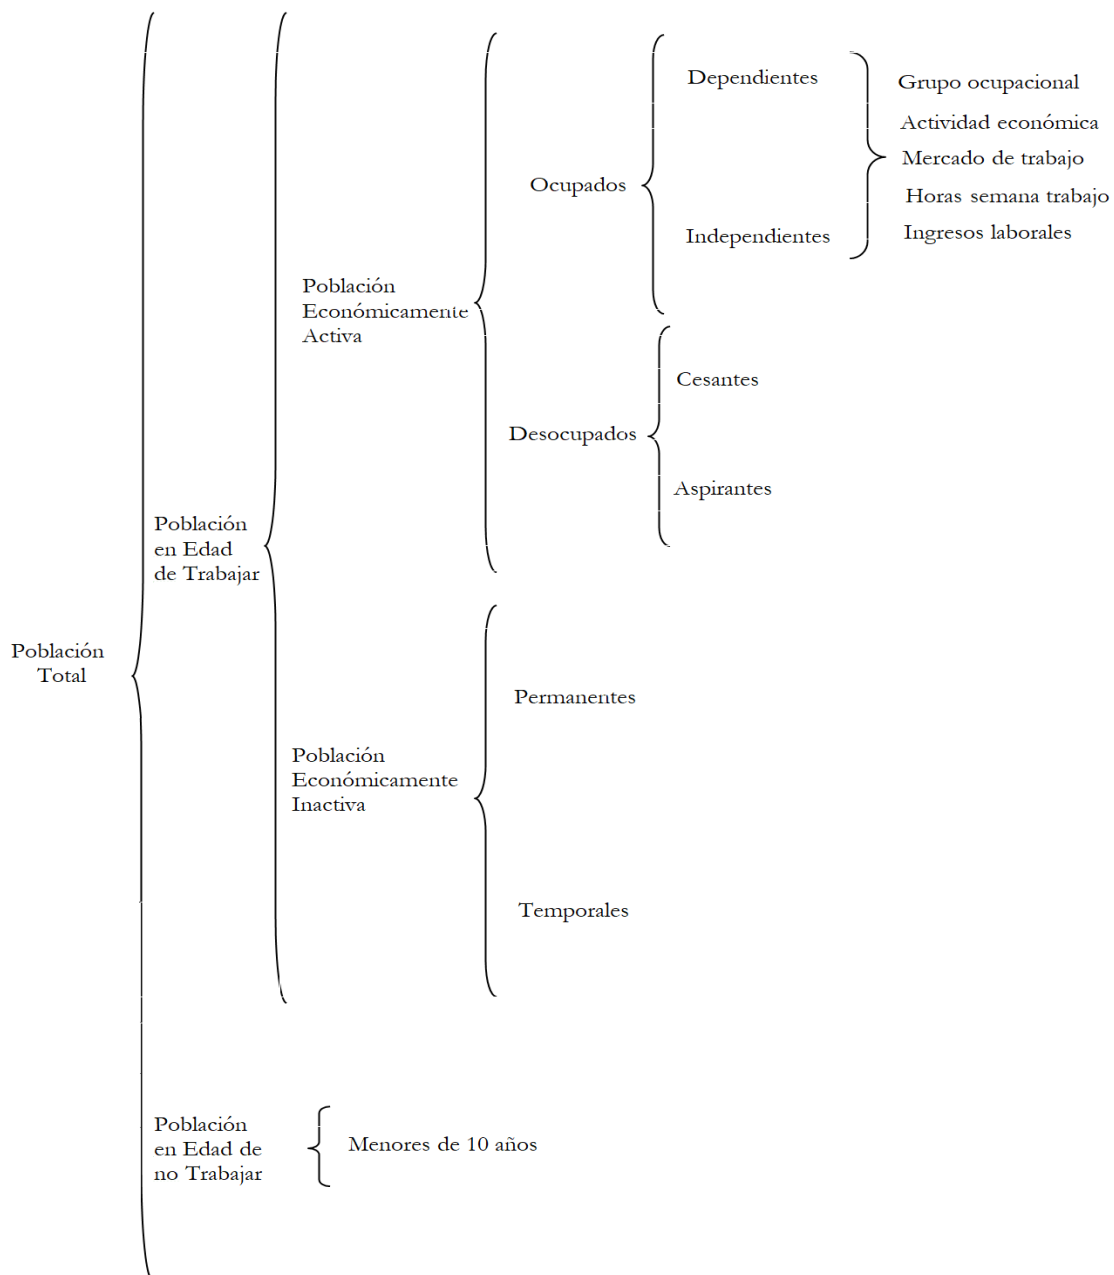 Población
Total
Población
en Edad
de Trabajar
Población
Económicamente
Activa
Ocupados
Dependientes
Independientes
Grupo ocupacional
Actividad económica
Mercado de trabajo
Horas semana trabajo
Ingresos laborales
Desocupados
Cesantes
Aspirantes
Población
Económicamente
Inactiva
Permanentes
Temporales
Población
en Edad de
no Trabajar
Menores de 10 años